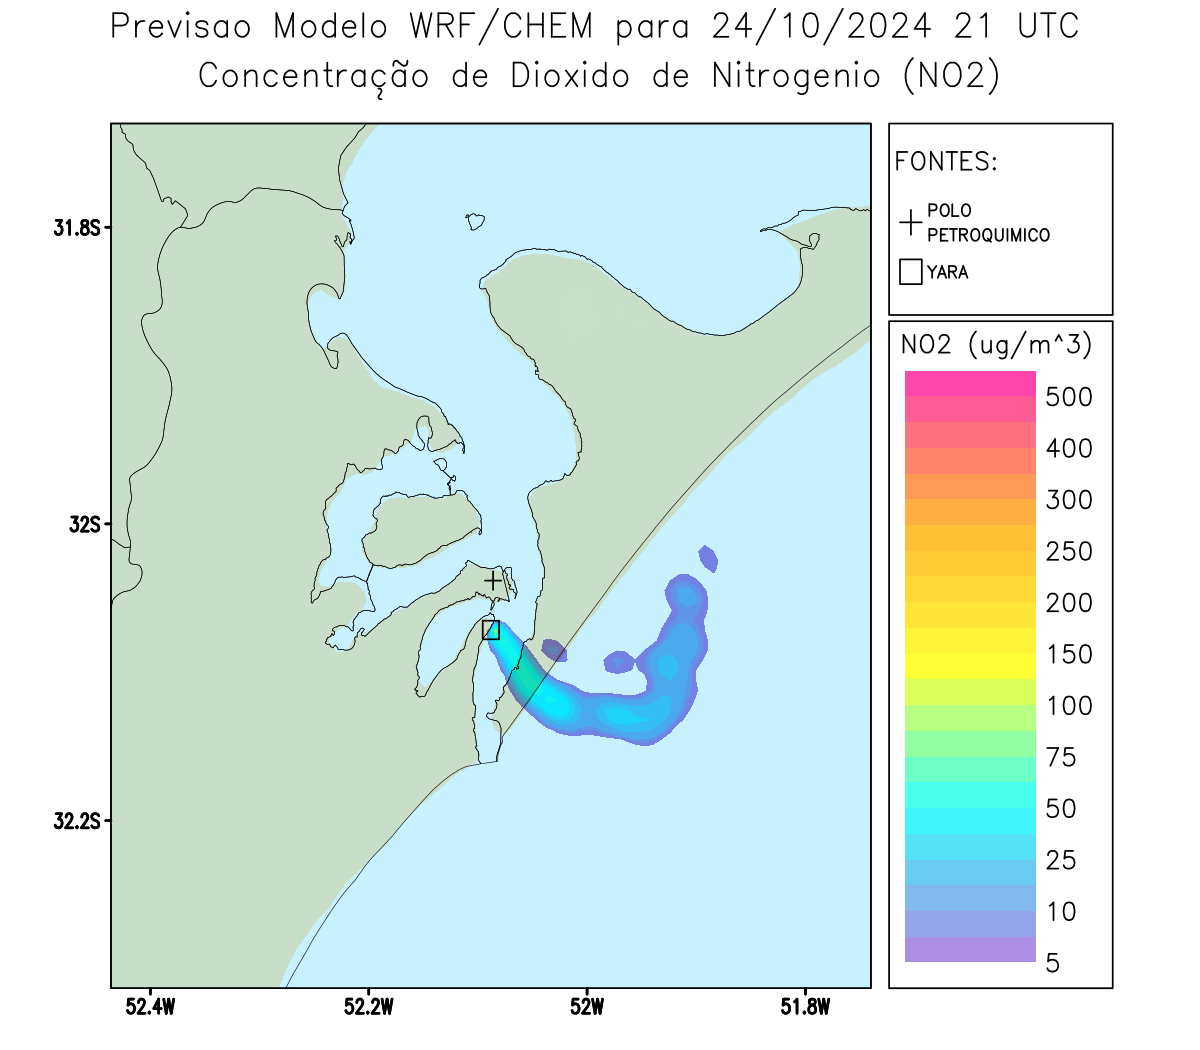 Previsao Modelo WRF/CHEM para 24/10/2024 21 UTC
Concentração de Dioxido de Nitrogenio (NO2)
FONTES:
POLO
PETROQUIMICO
YARA
31.8S
32S
32.2S
52.4W
52.2W
52W
51.8W
NO2 (ug/m^3)
500
400
300
250
200
150
100
75
50
25
10
5